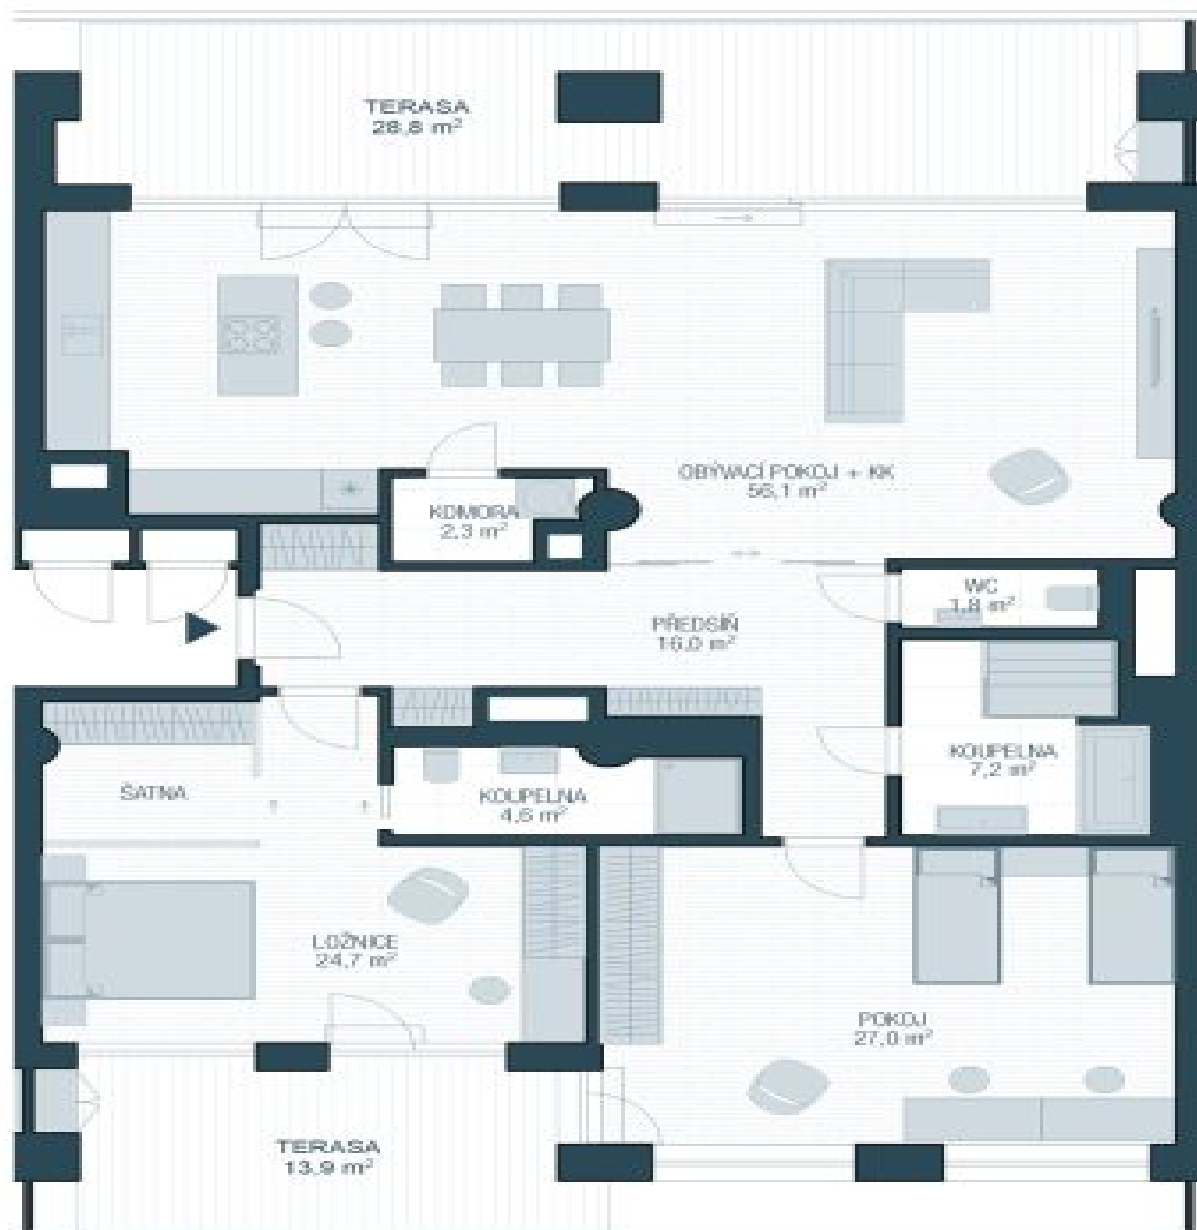 TERASA
28,8 m²
OBÝVACÍ POKOJ + KK
56,1 m²
KOMORA
2,3 m²
WC
1,8 m²
PŘEDSÍŇ
16,0 m²
KOUPELNA
7,2 m²
ŠATNA
KOUPELNA
4,6 m²
LOŽNICE
24,7 m²
POKOJ
27,0 m²
TERASA
13,9 m²